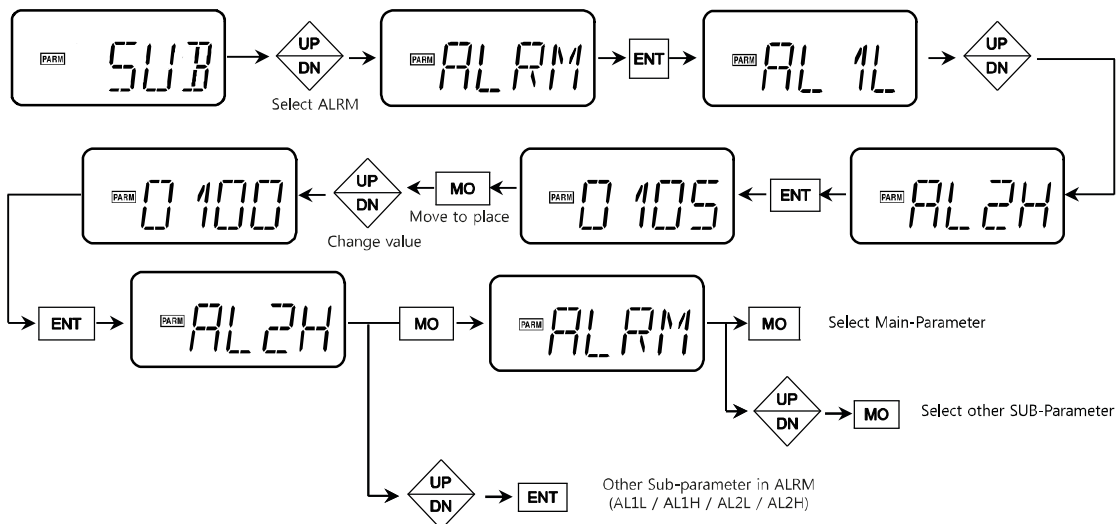 PARM SUB
UP
DN
Select ALRM
PARM ALRM
ENT
PARM AL1L
UP
DN
PARM 0100
UP
DN
Change value
MO
Move to place
PARM 0105
ENT
PARM AL2H
ENT
PARM AL2H
MO
PARM ALRM
MO
Select Main-Parameter
UP
DN
MO
Select other SUB-Parameter
UP
DN
ENT
Other Sub-parameter in ALRM
(AL1L / AL1H / AL2L / AL2H)